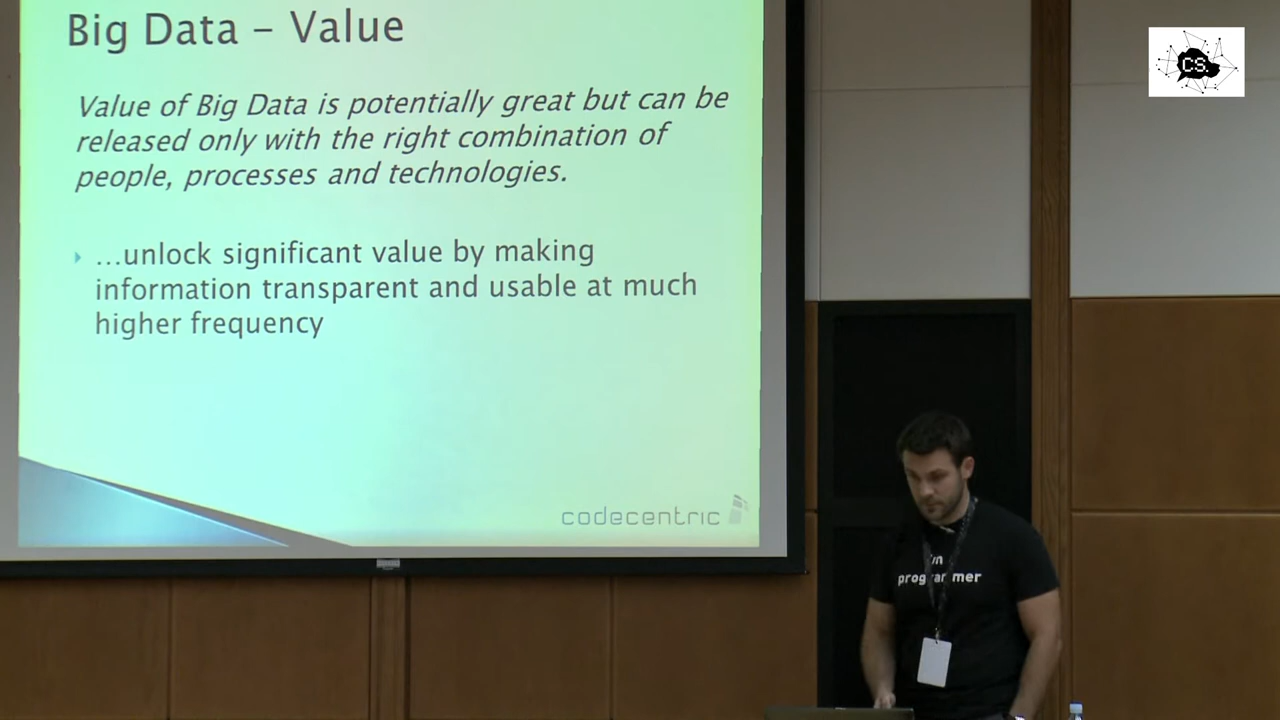 Big Data – Value
Value of Big Data is potentially great but can be
released only with the right combination of
people, processes and technologies.
…unlock significant value by making
information transparent and usable at much
higher frequency
codecentric
CS.
programmer